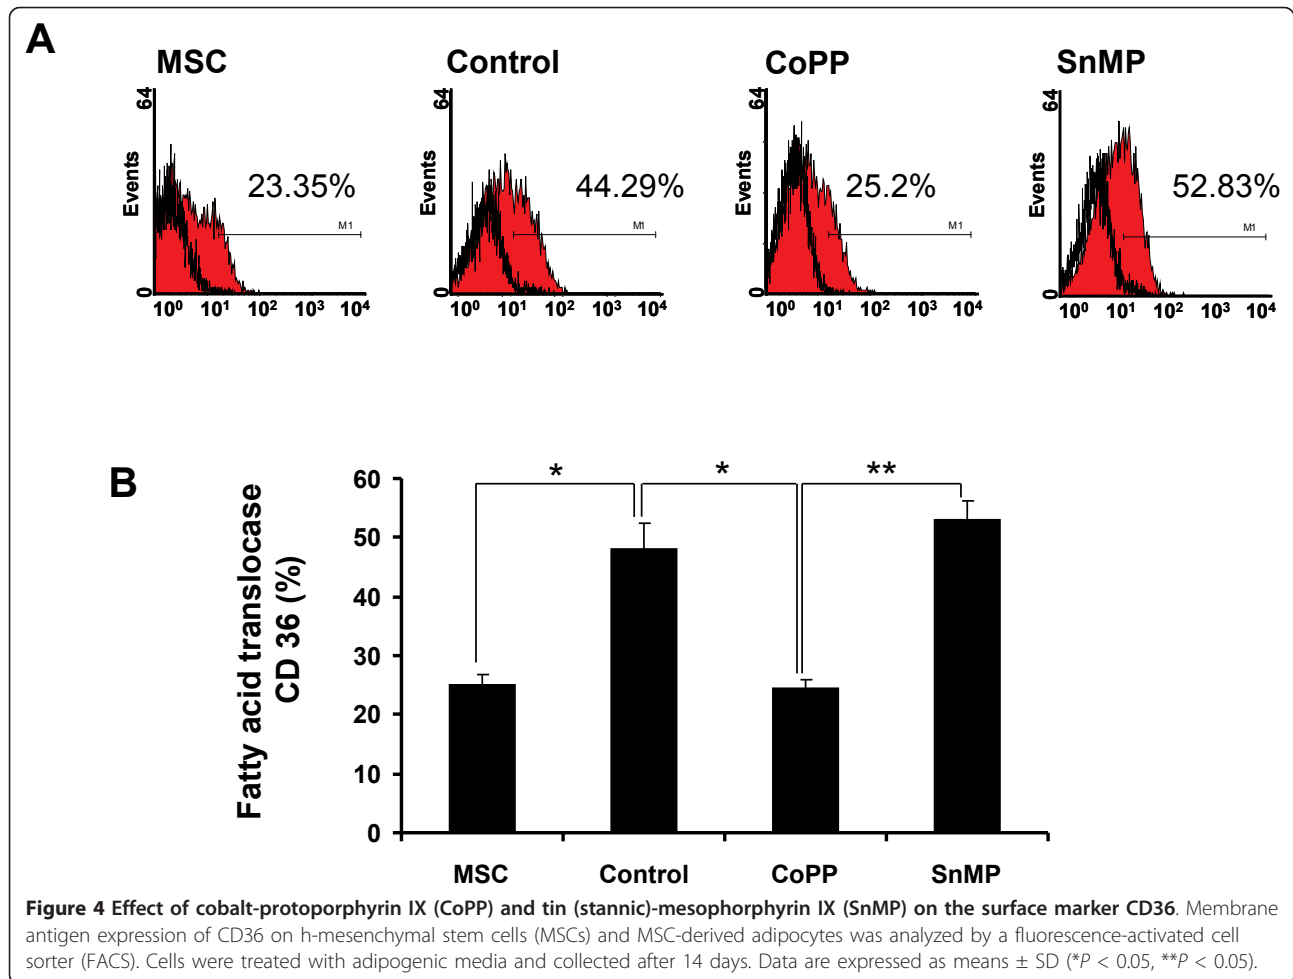 A
MSC Control CoPP SnMP
64 64 64 64
Events Events Events Events
23.35% 44.29% 25.2% 52.83%
M1 M1 M1 M1
0 0 0 0
10⁰ 10¹ 10² 10³ 10⁴ 10⁰ 10¹ 10² 10³ 10⁴ 10⁰ 10¹ 10² 10³ 10⁴ 10⁰ 10¹ 10² 10³ 10⁴
B
Fatty acid translocase
CD 36 (%)
* * **
60
50
40
30
20
10
0
MSC Control CoPP SnMP
Figure 4 Effect of cobalt-protoporphyrin IX (CoPP) and tin (stannic)-mesophorphyrin IX (SnMP) on the surface marker CD36. Membrane
antigen expression of CD36 on h-mesenchymal stem cells (MSCs) and MSC-derived adipocytes was analyzed by a fluorescence-activated cell
sorter (FACS). Cells were treated with adipogenic media and collected after 14 days. Data are expressed as means ± SD (*P < 0.05, **P < 0.05).